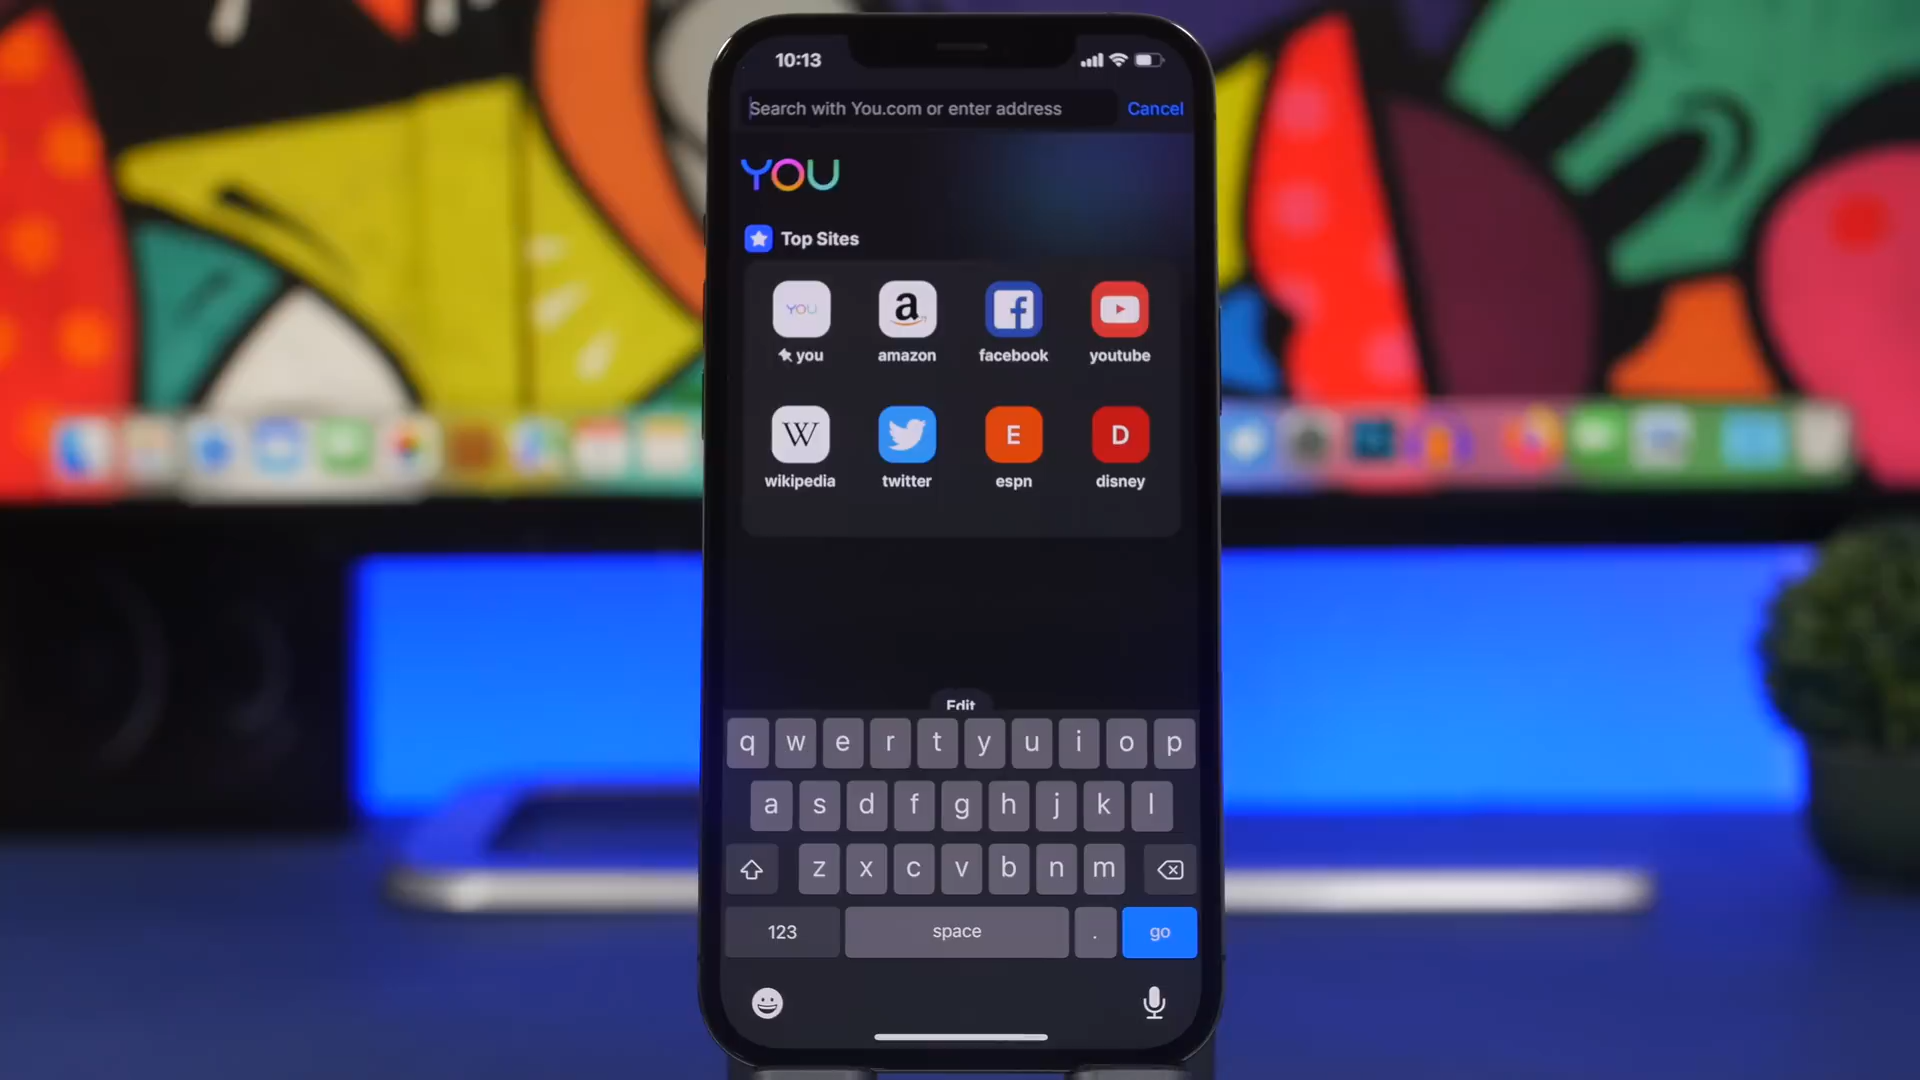 10:13
Search with You.com or enter address Cancel
YOU
Top Sites
YOU a
you amazon facebook youtube
W E D
wikipedia twitter espn disney
Edit
q w e r t y u i o p
a s d f g h j k l
z x c v b n m
123 space . go